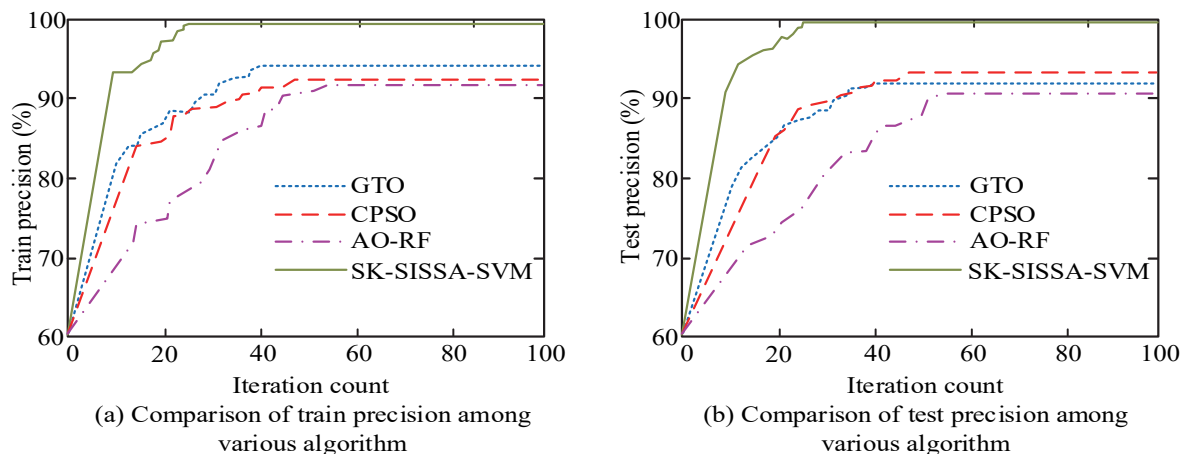 100
90
80
70
60
Train precision (%)
GTO
CPSO
AO-RF
SK-SISSA-SVM
0 20 40 60 80 100
Iteration count
(a) Comparison of train precision among
various algorithm
100
90
80
70
60
Test precision (%)
GTO
CPSO
AO-RF
SK-SISSA-SVM
0 20 40 60 80 100
Iteration count
(b) Comparison of test precision among
various algorithm